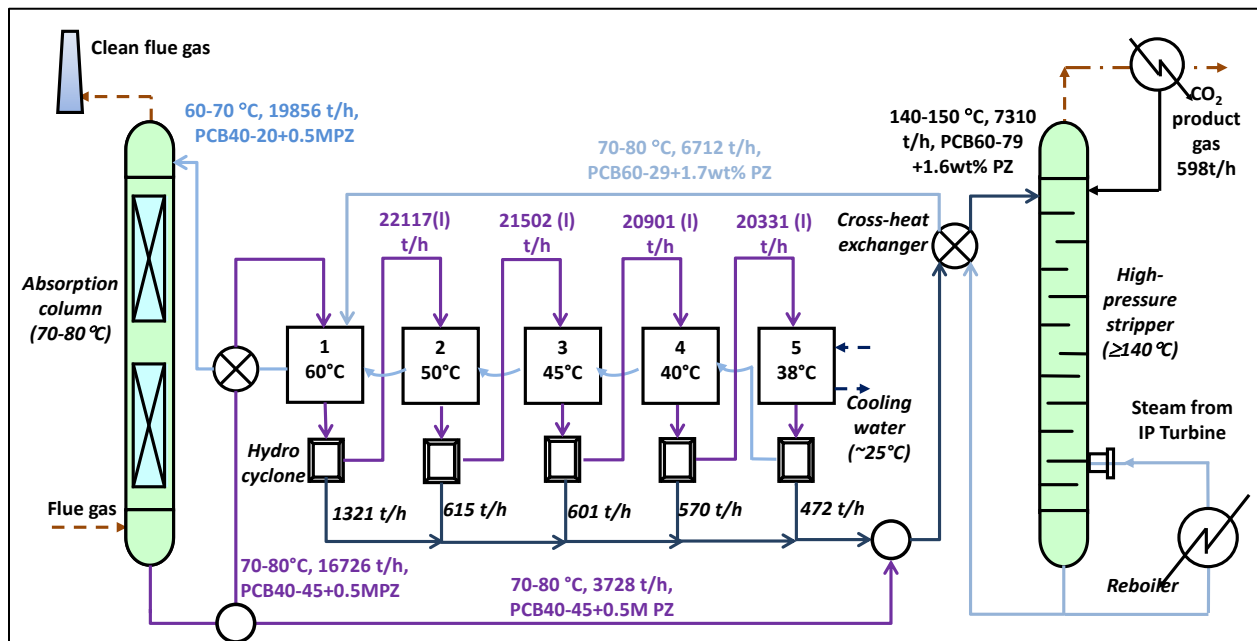 Clean flue gas
60-70 °C, 19856 t/h,
PCB40-20+0.5MPZ
Absorption
column
(70-80°C)
Flue gas
70-80 °C, 6712 t/h,
PCB60-29+1.7wt% PZ
22117(l)
t/h
21502 (l)
t/h
20901 (l)
t/h
20331 (l)
t/h
1
60°C
2
50°C
3
45°C
4
40°C
5
38°C
Hydro
cyclone
1321 t/h
615 t/h
601 t/h
570 t/h
472 t/h
Cooling
water
(~25°C)
70-80°C, 16726 t/h,
PCB40-45+0.5MPZ
70-80 °C, 3728 t/h,
PCB40-45+0.5M PZ
Cross-heat
exchanger
140-150 °C, 7310
t/h, PCB60-79
+1.6wt% PZ
CO2
product
gas
598t/h
High-
pressure
stripper
(≥140°C)
Steam from
IP Turbine
Reboiler